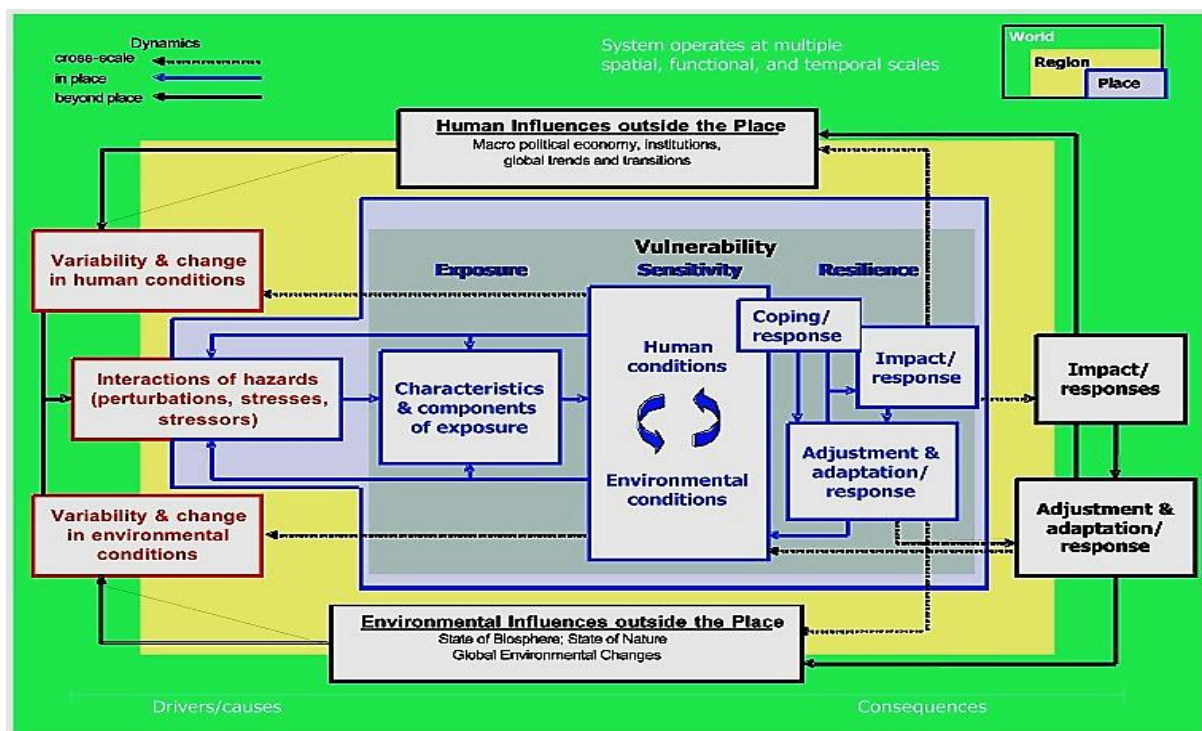 Dynamics
cross-scale
in place
beyond place
System operates at multiple
spatial, functional, and temporal scales
World
Region
Place
Human Influences outside the Place
Macro political economy, institutions,
global trends and transitions
Variability & change
in human conditions
Vulnerability
Exposure
Sensitivity
Resilience
Interactions of hazards
(perturbations, stresses,
stressors)
Characteristics
& components
of exposure
Human
conditions
Environmental
conditions
Coping/
response
Impact/
response
Adjustment &
adaptation/
response
Impact/
responses
Adjustment &
adaptation/
response
Variability & change
in environmental
conditions
Environmental Influences outside the Place
State of Biosphere; State of Nature
Global Environmental Changes
Drivers/causes
Consequences